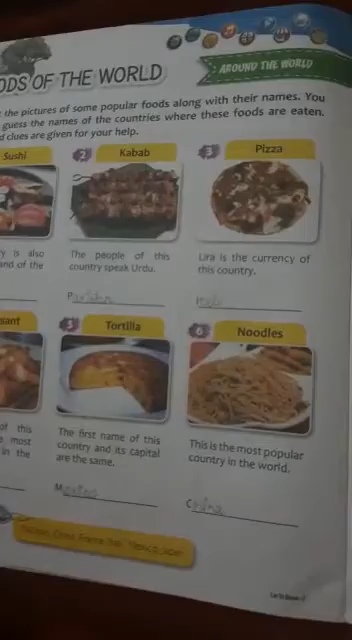 ODS OF THE WORLD
AROUND THE WORLD
the pictures of some popular foods along with their names. You
guess the names of the countries where these foods are eaten.
d clues are given for your help.
Sushi
2 Kabab
3 Pizza
ry is also
and of the
The people of this
country speak Urdu.
Lira is the currency of
this country.
P
sant
5 Tortilla
6 Noodles
of this
most
in the
The first name of this
country and its capital
are the same.
This is the most popular
country in the world.
M
C